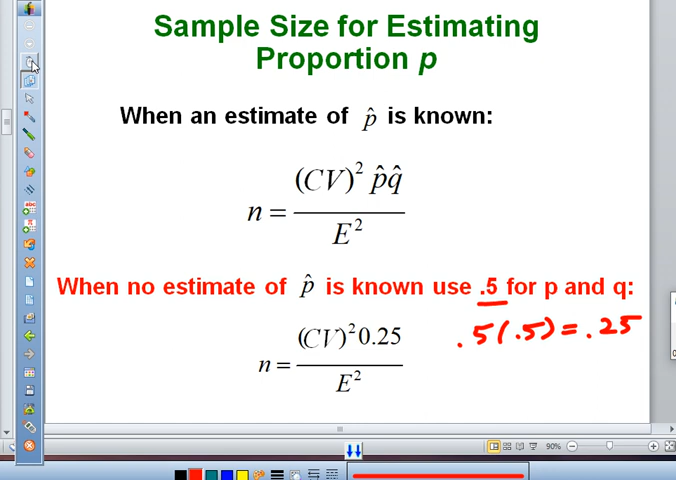 Sample Size for Estimating
Proportion p
When an estimate of p̂ is known:
n = (CV)² p̂q̂ / E²
When no estimate of p̂ is known use .5 for p and q:
.5(.5) = .25
n = (CV)² 0.25 / E²
abc
π
90%